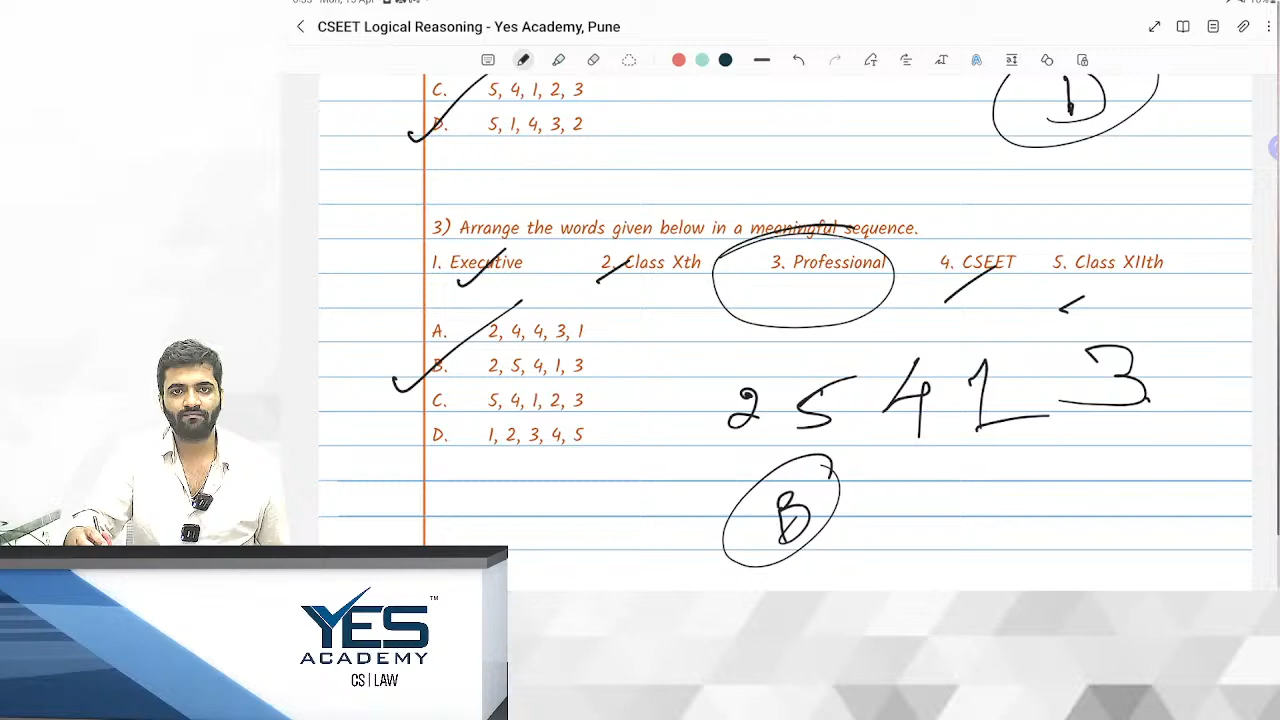 CSEET Logical Reasoning - Yes Academy, Pune
C. 5, 4, 1, 2, 3
D. 5, 1, 4, 3, 2
D
3) Arrange the words given below in a meaningful sequence.
1. Executive 2. Class Xth 3. Professional 4. CSEET 5. Class XIIth
A. 2, 4, 4, 3, 1
B. 2, 5, 4, 1, 3
C. 5, 4, 1, 2, 3
D. 1, 2, 3, 4, 5
2 5 4 1 3
B
YES™
ACADEMY
CS | LAW